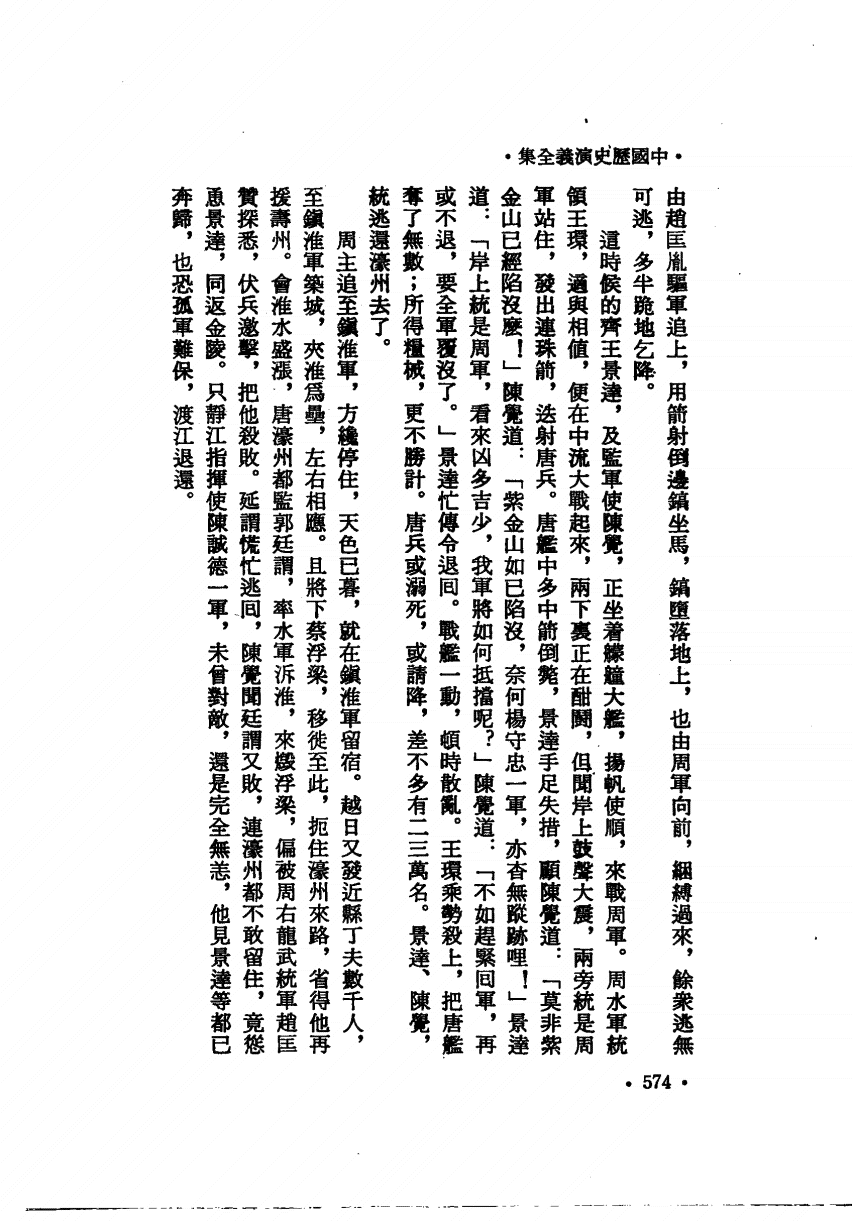 •中國歷史演義全集•
由趙匡胤驅軍追上，用箭射倒邊鎬坐馬，鎬墮落地上，也由周軍向前，綑縛過來，餘衆逃無
可逃，多半跪地乞降。
這時候的齊王景達，及監軍使陳覺，正坐着艨艟大艦，揚帆使順，來戰周軍。周水軍統
領王環，適與相值，便在中流大戰起來，兩下裏正在酣鬭，但聞岸上鼓聲大震，兩旁統是周
軍站住，發出連珠箭，迭射唐兵。唐艦中多中箭倒斃，景達手足失措，顧陳覺道：「莫非紫
金山已經陷沒麽！」陳覺道：「紫金山如已陷沒，奈何楊守忠一軍，亦杳無蹤跡哩！」景達
道：「岸上統是周軍，看來凶多吉少，我軍將如何抵擋呢？」陳覺道：「不如趕緊回軍，再
或不退，要全軍覆沒了。」景達忙傳令退回。戰艦一動，頓時散亂。王環乘勢殺上，把唐艦
奪了無數；所得糧械，更不勝計。唐兵或溺死，或請降，差不多有二三萬名。景達、陳覺，
統逃還濠州去了。
周主追至鎭淮軍，方纔停住，天色已暮，就在鎭淮軍留宿。越日又發近縣丁夫數千人，
至鎭淮軍築城，夾淮爲壘，左右相應。且將下蔡浮梁，移徙至此，扼住濠州來路，省得他再
援壽州。會淮水盛漲，唐濠州都監郭廷謂，率水軍泝淮，來燬浮梁，偏被周右龍武統軍趙匡
贊探悉，伏兵邀擊，把他殺敗。廷謂慌忙逃回，陳覺聞廷謂又敗，連濠州都不敢留住，竟慫
恿景達，同返金陵。只靜江指揮使陳誠德一軍，未曾對敵，還是完全無恙，他見景達等都已
奔歸，也恐孤軍難保，渡江退還。
• 574 •